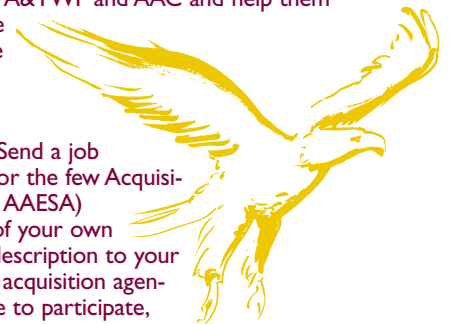 A&TWF and AAC and help them
e
e
Send a job
or the few Acquisi-
AAESA)
of your own
description to your
acquisition agen-
e to participate,